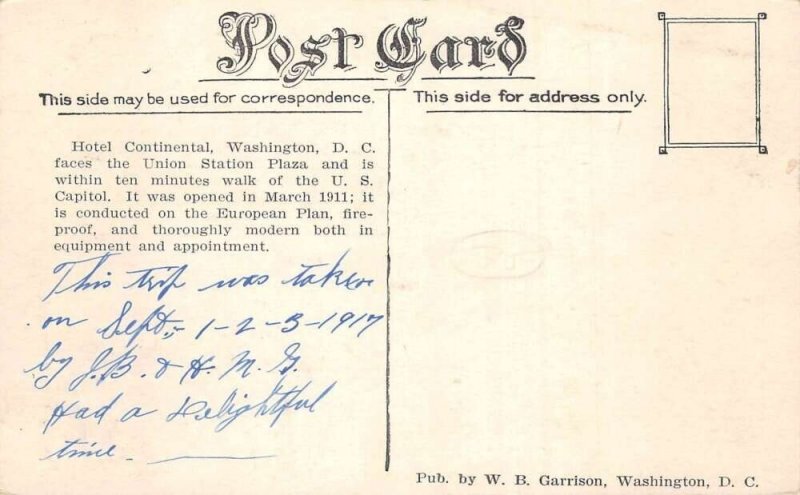 Post Card
This side may be used for correspondence.
This side for address only.
Hotel Continental, Washington, D. C.
faces the Union Station Plaza and is
within ten minutes walk of the U. S.
Capitol. It was opened in March 1911; it
is conducted on the European Plan, fire-
proof, and thoroughly modern both in
equipment and appointment.
This trip was taken
on Sept,- 1-2-3-1917
by J.B. & H. M. G.
Had a Delightful
time.
Pub. by W. B. Garrison, Washington, D. C.